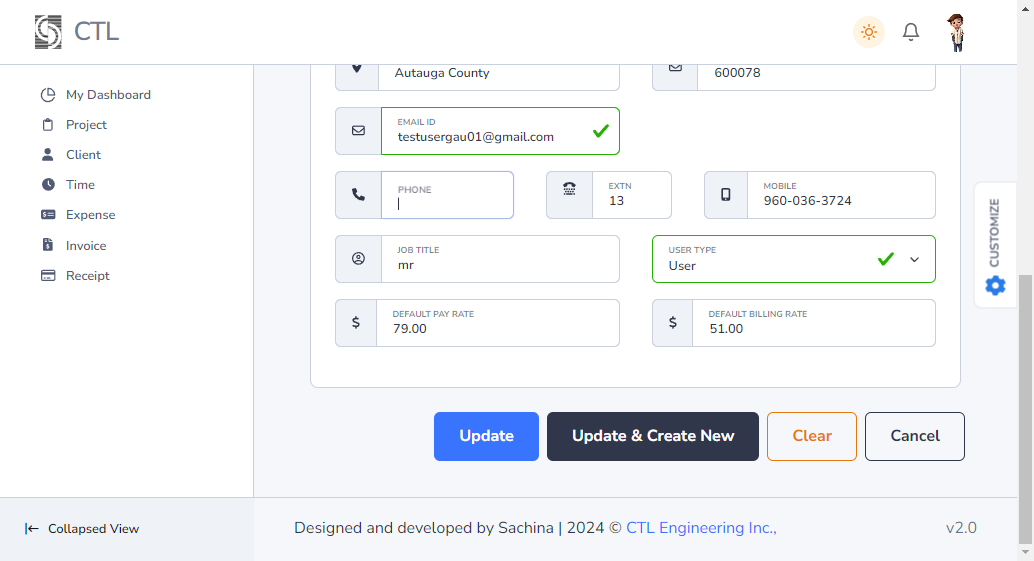 CTL
My Dashboard
Project
Client
Time
Expense
Invoice
Receipt
Autauga County
600078
EMAIL ID
testusergau01@gmail.com
PHONE
EXTN
13
MOBILE
960-036-3724
JOB TITLE
mr
USER TYPE
User
DEFAULT PAY RATE
79.00
DEFAULT BILLING RATE
51.00
CUSTOMIZE
Update
Update & Create New
Clear
Cancel
Collapsed View
Designed and developed by Sachina | 2024 © CTL Engineering Inc.,
v2.0